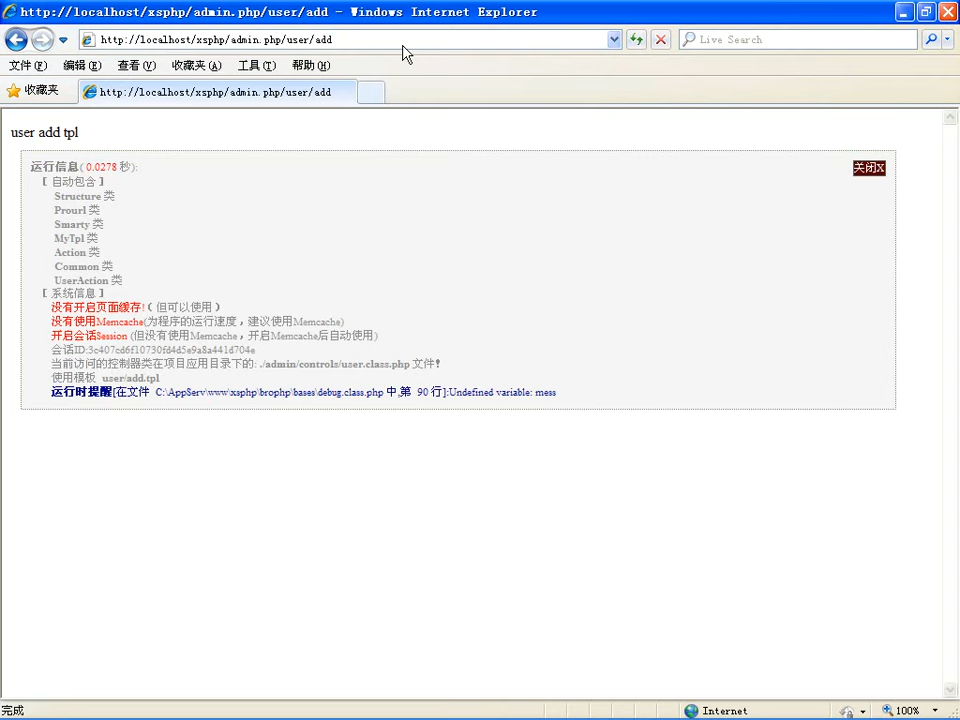 http://localhost/xsphp/admin.php/user/add - Windows Internet Explorer
http://localhost/xsphp/admin.php/user/add
Live Search
文件(F) 编辑(E) 查看(V) 收藏夹(A) 工具(T) 帮助(H)
收藏夹 http://localhost/xsphp/admin.php/user/add
user add tpl
运行信息( 0.0278 秒): 关闭X
[ 自动包含 ]
Structure 类
Prourl 类
Smarty 类
MyTpl 类
Action 类
Common 类
UserAction 类
[ 系统信息 ]
没有开启页面缓存!( 但可以使用 )
没有使用Memcache(为程序的运行速度，建议使用Memcache)
开启会话Session (但没有使用Memcache，开启Memcache后自动使用)
会话ID:3c407cd6f10730fd4d5e9a8a441d704e
当前访问的控制器类在项目应用目录下的: ./admin/controls/user.class.php 文件！
使用模板 user/add.tpl
运行时提醒[在文件 C:\AppServ\www\xsphp\brophp\bases\debug.class.php 中,第 90 行]:Undefined variable: mess
完成 Internet 100%